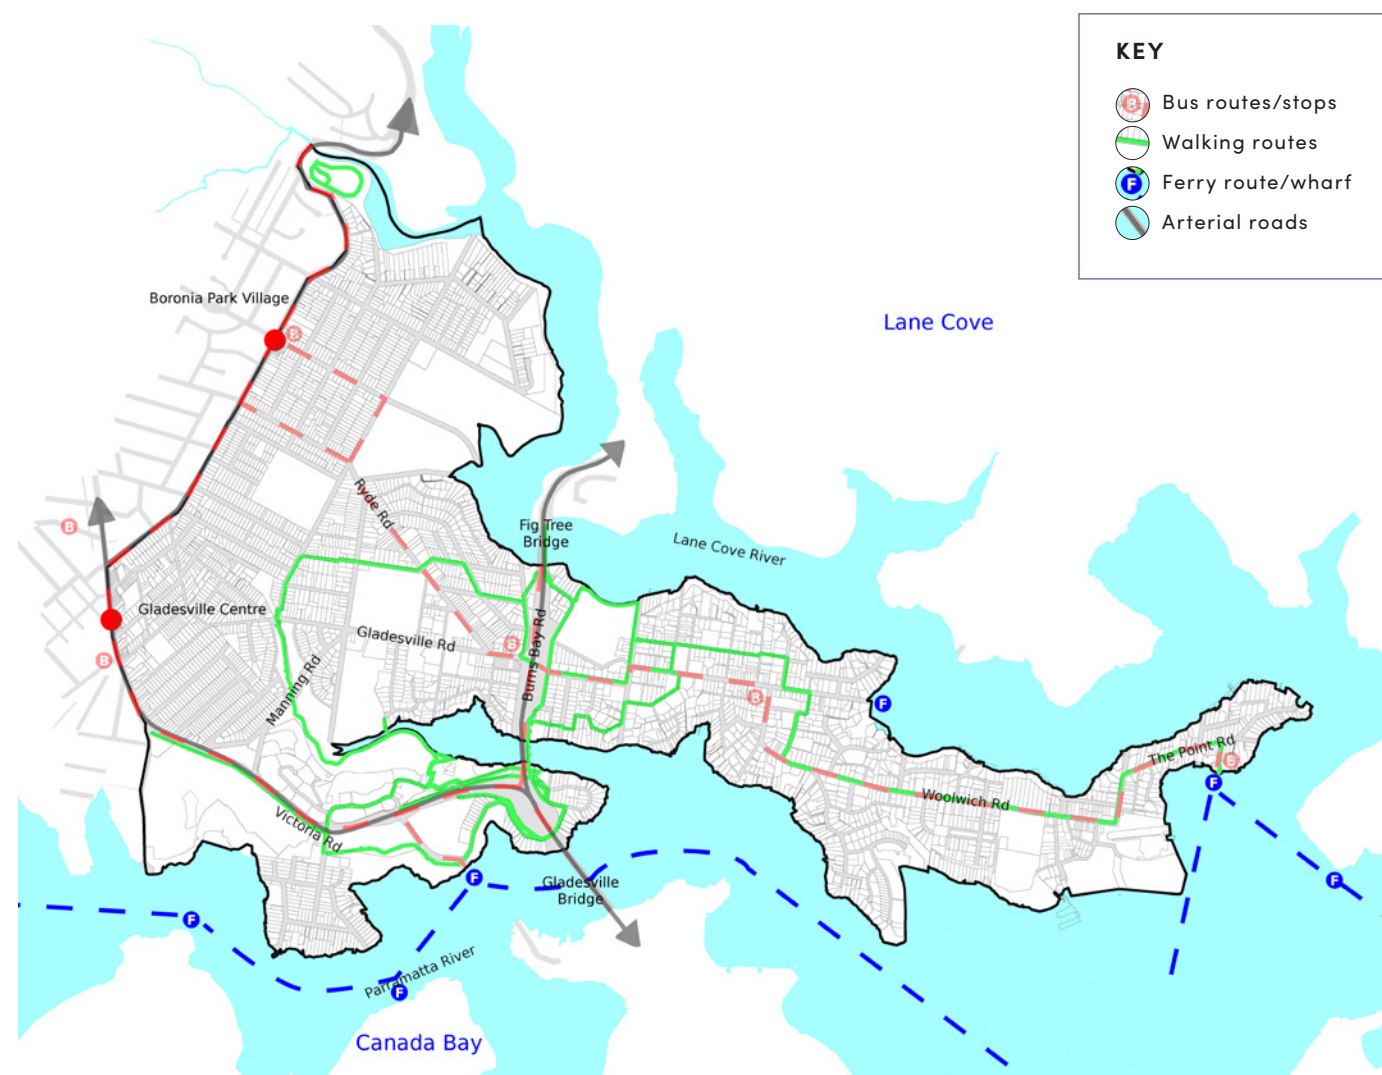 KEY
B Bus routes/stops
Walking routes
F Ferry route/wharf
Arterial roads
Boronia Park Village
B
Lane Cove
Ryde Rd
B
Fig Tree
Bridge
Lane Cove River
Gladesville Centre
Gladesville Rd
B
B
Burns Bay Rd
Manning Rd
B
F
The Point Rd
B
F
Woolwich Rd
Victoria Rd
F
Gladesville
Bridge
F
F
Parramatta River
F
Canada Bay